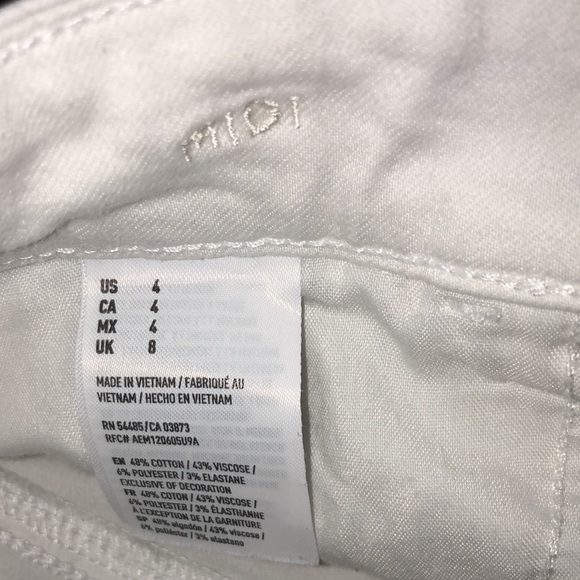 MIDI
US 4
CA 4
MX 4
UK 8
MADE IN VIETNAM / FABRIQUÉ AU
VIETNAM / HECHO EN VIETNAM
RN 54485/CA 03873
RFC# AEM120605U9A
EN 48% COTTON / 43% VISCOSE /
6% POLYESTER / 3% ELASTANE
EXCLUSIVE OF DECORATION
FR 48% COTON / 43% VISCOSE /
6% POLYESTER / 3% ELASTHANNE
À L'EXCEPTION DE LA GARNITURE
SP 48% algodón / 43% viscosa /
6% poliéster / 3% elastano